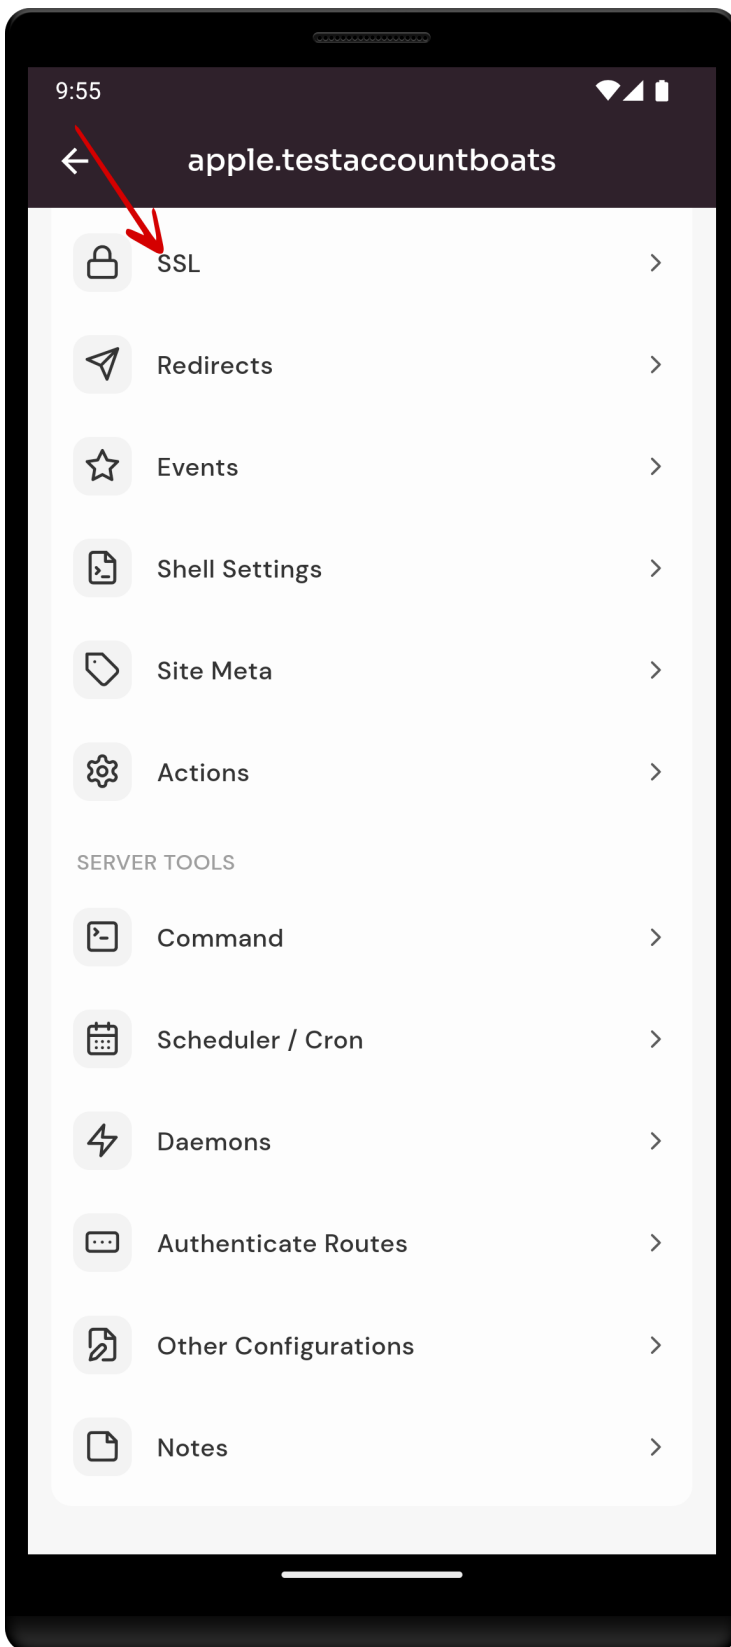 9:55
apple.testaccountboats
SSL
Redirects
Events
Shell Settings
Site Meta
Actions
SERVER TOOLS
Command
Scheduler / Cron
Daemons
Authenticate Routes
Other Configurations
Notes